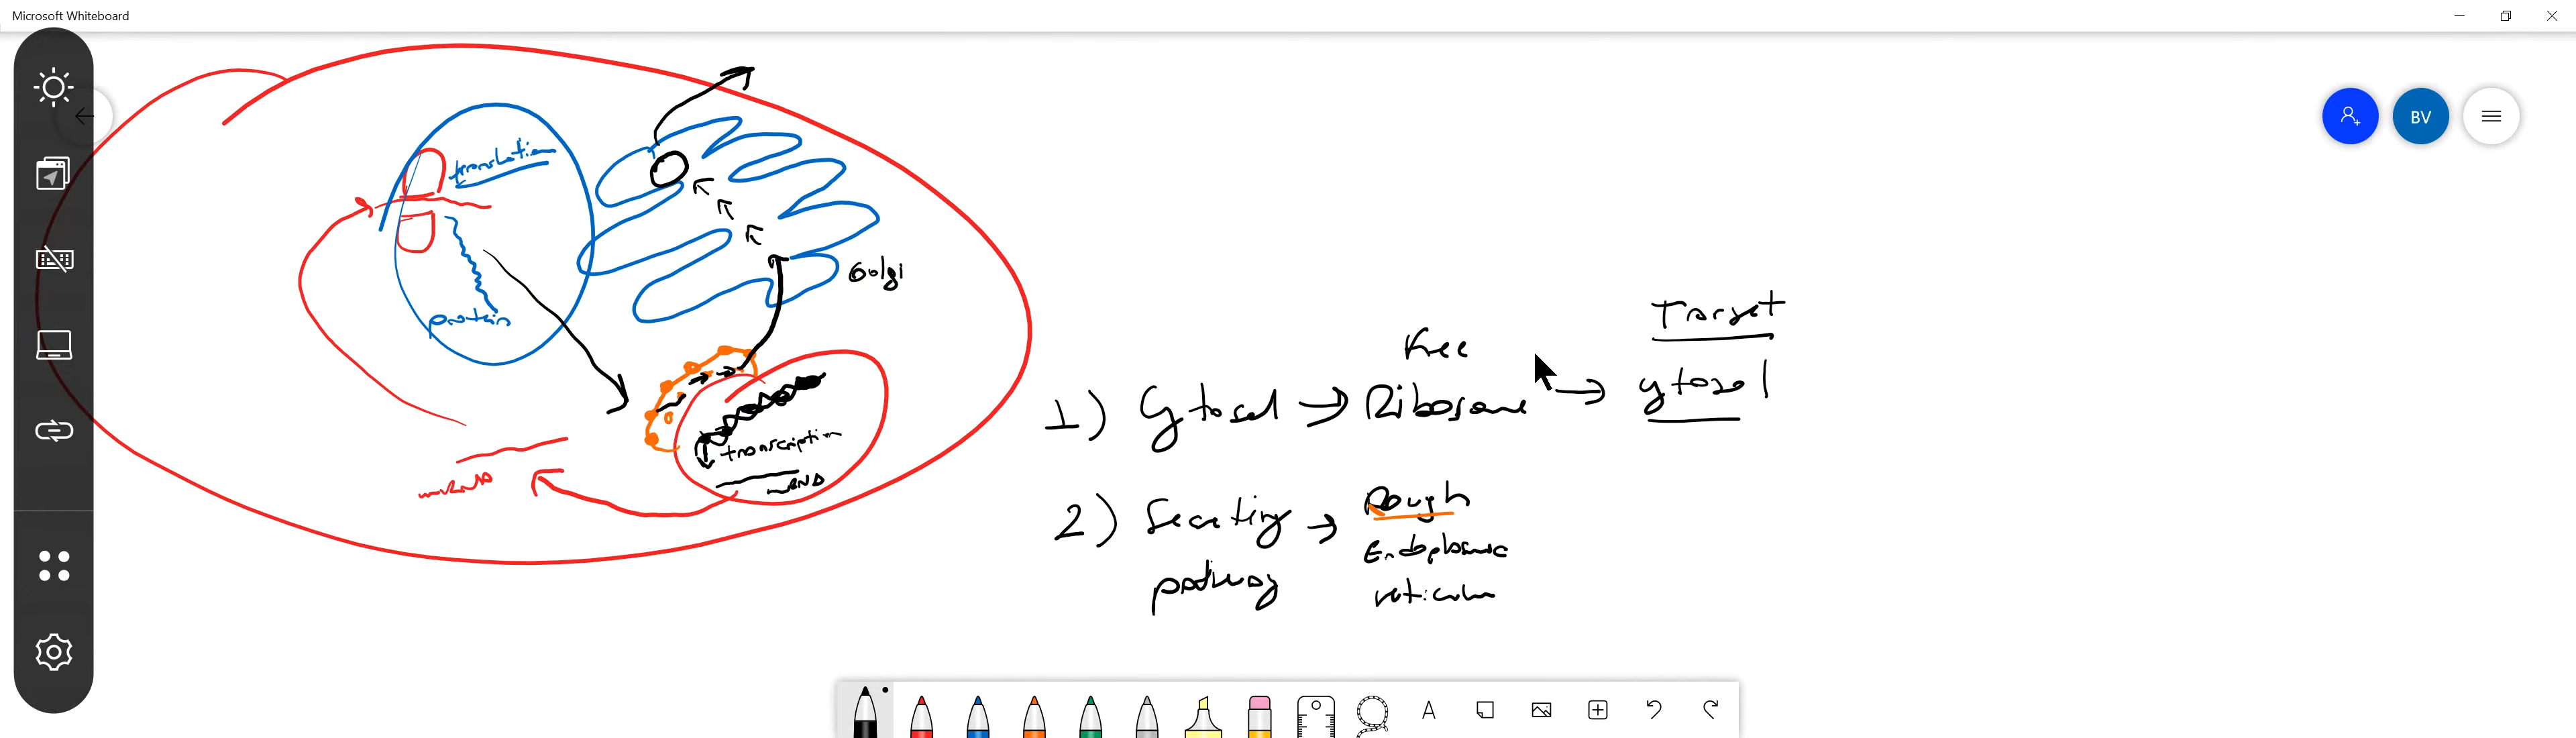 Microsoft Whiteboard
BV
translation
protein
Golgi
transcription
mRNA
mRNA
Target
free
1) Cytosol → Ribosome → cytosol
2) Secreting → Rough
pathway
Endoplasmic
reticulum
A